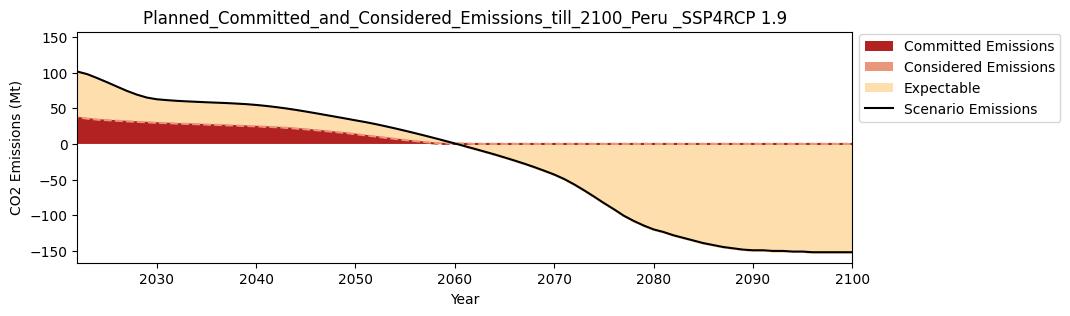 Planned_Committed_and_Considered_Emissions_till_2100_Peru _SSP4RCP 1.9
150
100
50
0
−50
−100
−150
CO2 Emissions (Mt)
2030
2040
2050
2060
2070
2080
2090
2100
Year
Committed Emissions
Considered Emissions
Expectable
Scenario Emissions